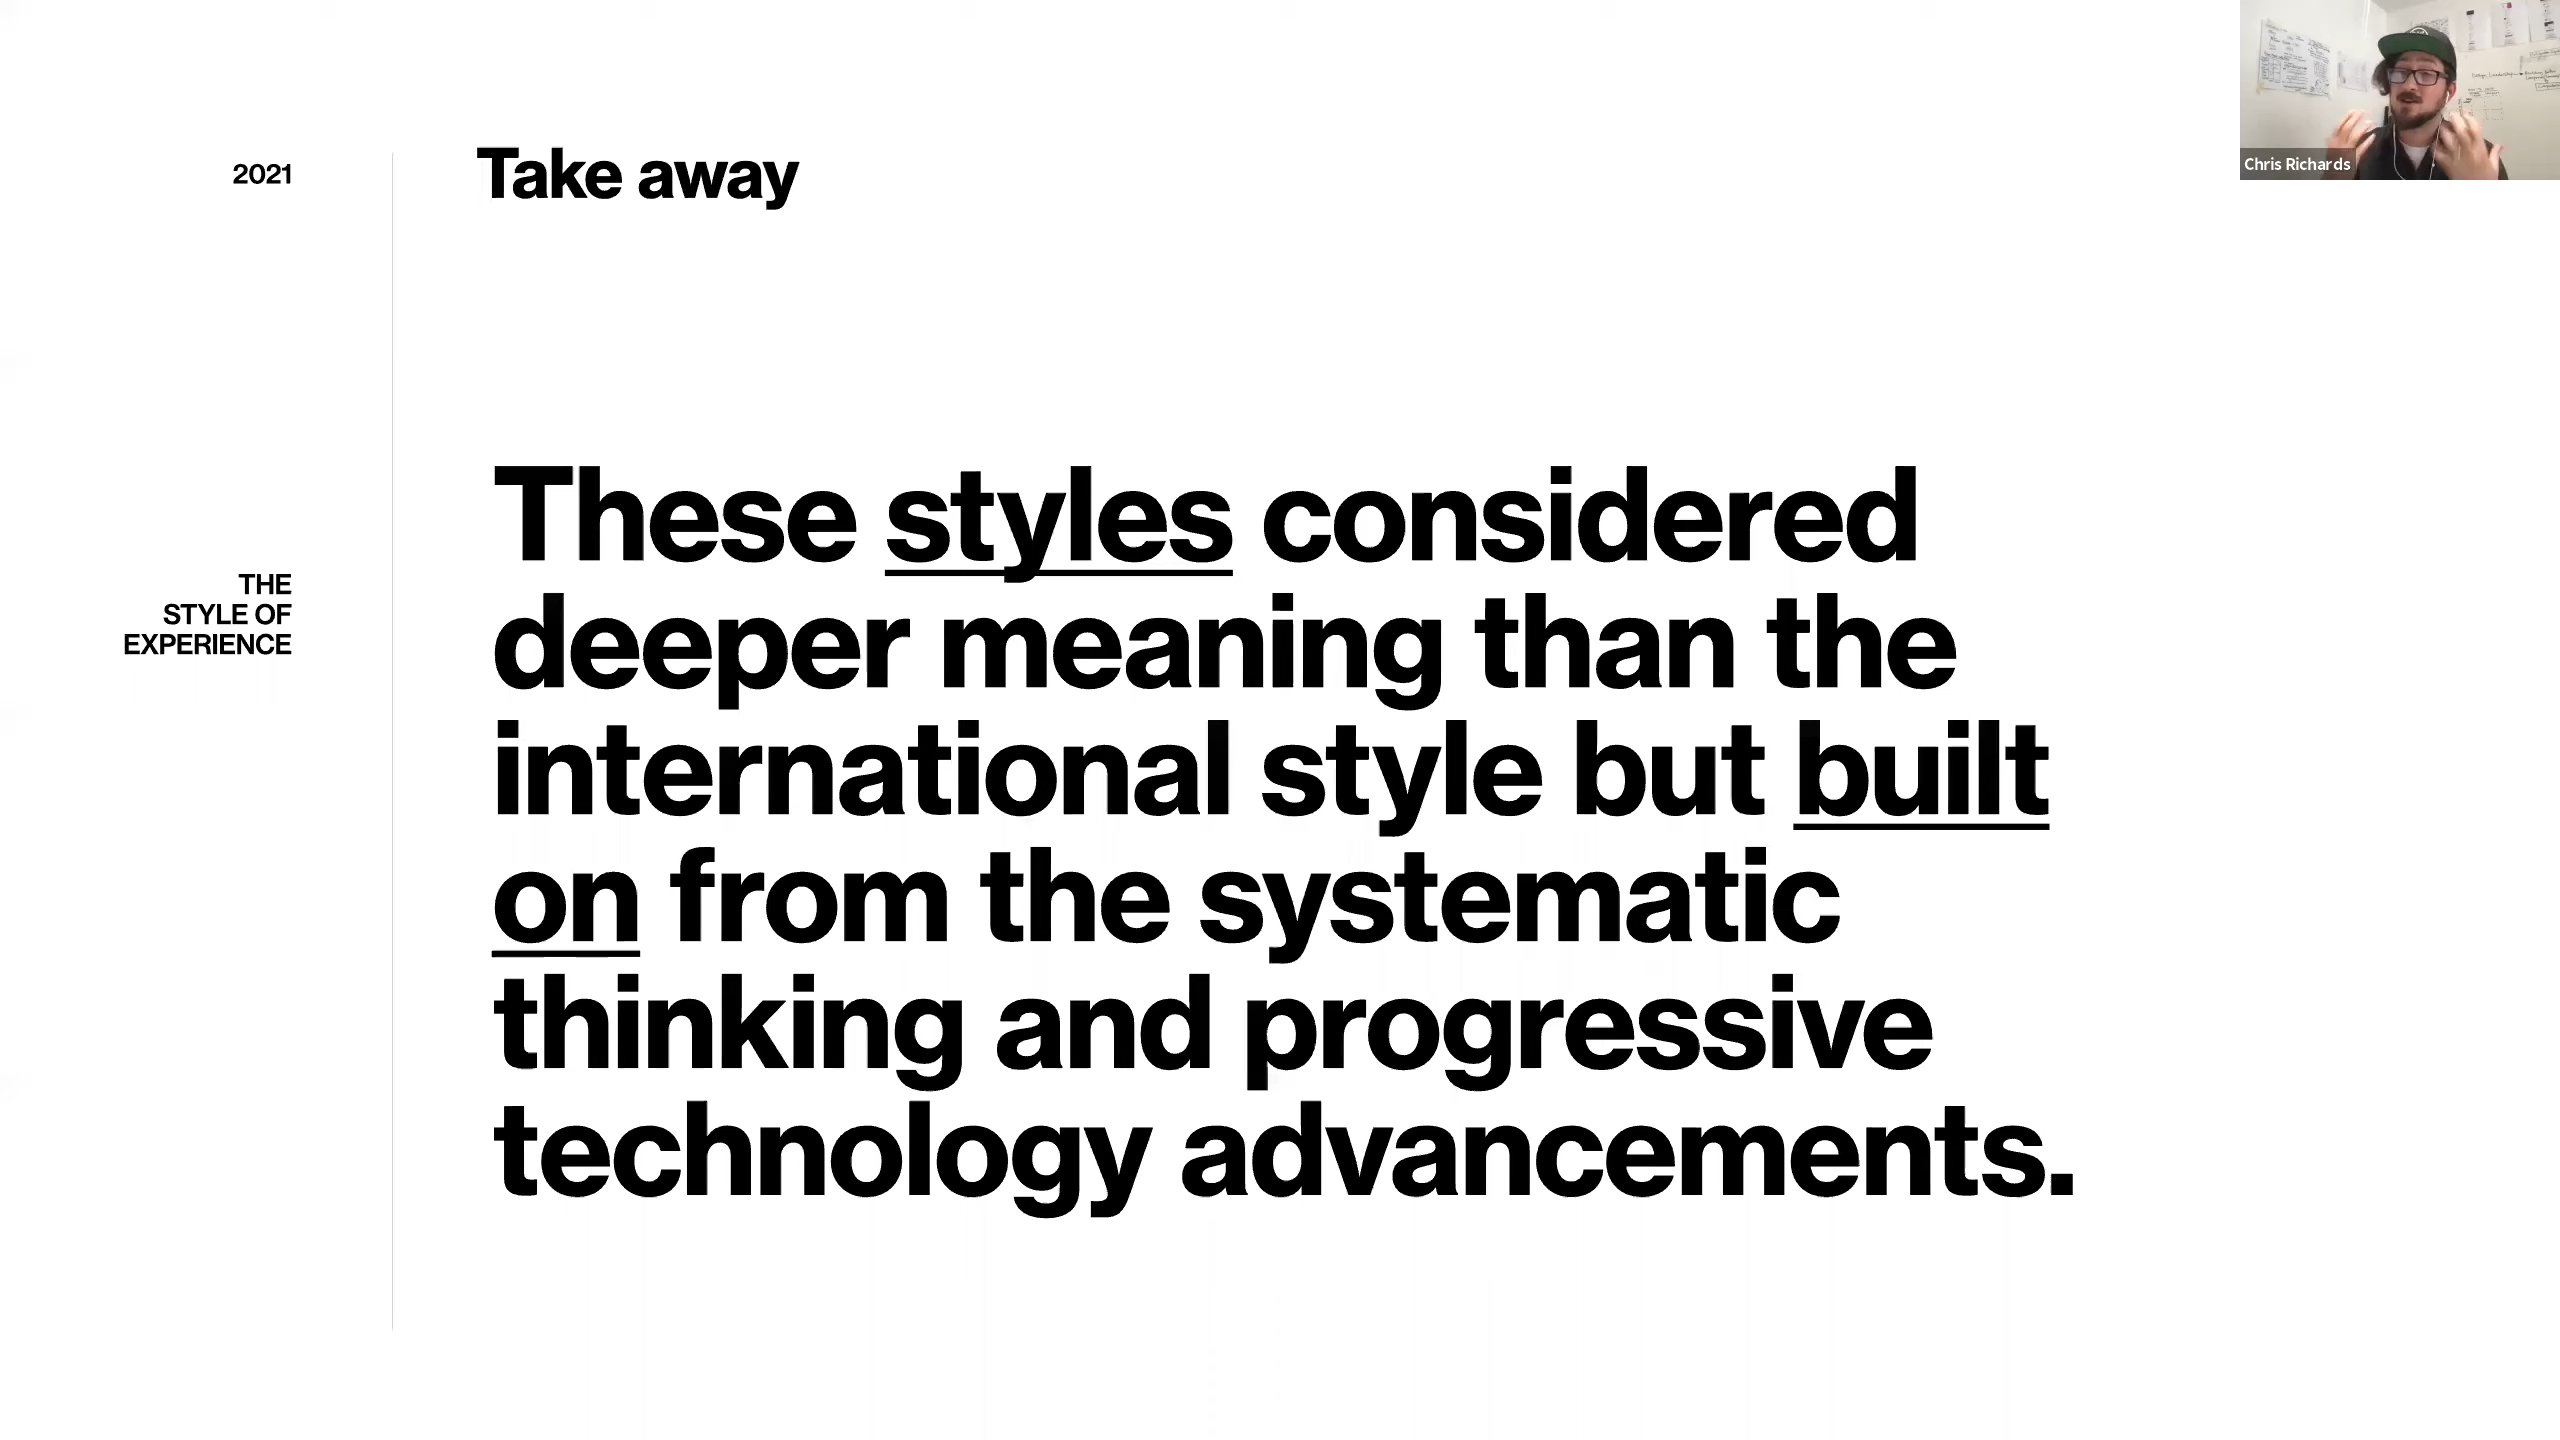 2021
Take away
THE
STYLE OF
EXPERIENCE
These styles considered
deeper meaning than the
international style but built
on from the systematic
thinking and progressive
technology advancements.
Chris Richards